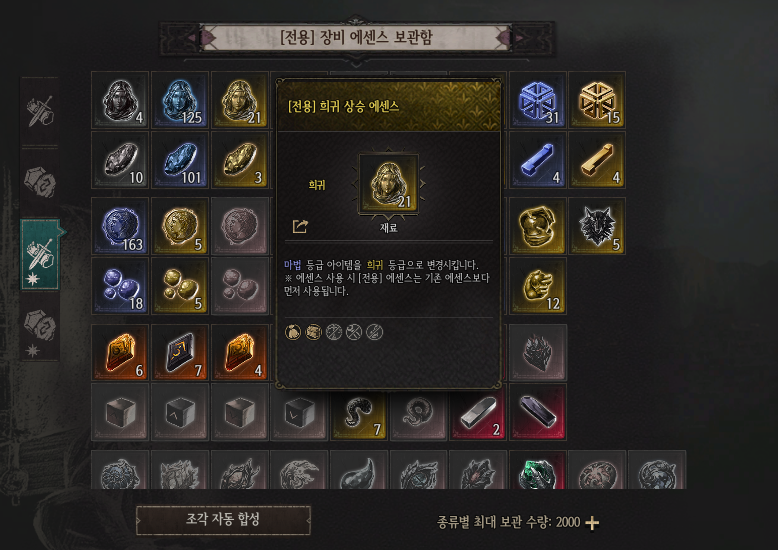 [전용] 장비 에센스 보관함
4
125
21
31
15
[전용] 희귀 상승 에센스
10
101
3
4
4
희귀
21
재료
163
5
5
마법 등급 아이템을 희귀 등급으로 변경시킵니다.
※ 에센스 사용 시 [전용] 에센스는 기존 에센스보다
먼저 사용됩니다.
18
5
12
6
7
4
7
2
조각 자동 합성
종류별 최대 보관 수량: 2000